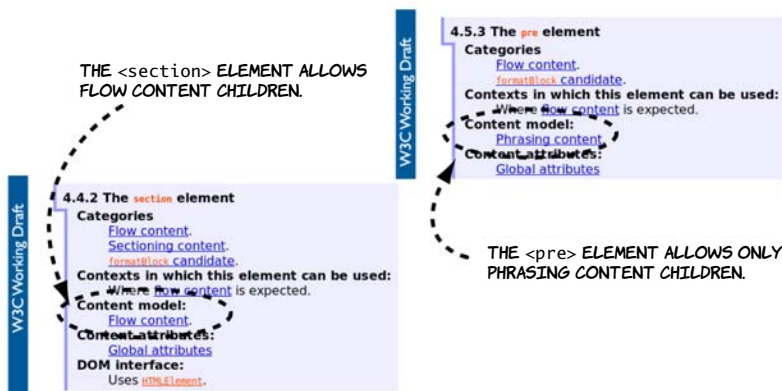 THE <section> ELEMENT ALLOWS
FLOW CONTENT CHILDREN.
W3C Working Draft
4.5.3 The pre element
Categories
Flow content.
formatBlock candidate.
Contexts in which this element can be used:
Where flow content is expected.
Content model:
Phrasing content
Content attributes:
Global attributes
THE <pre> ELEMENT ALLOWS ONLY
PHRASING CONTENT CHILDREN.
W3C Working Draft
4.4.2 The section element
Categories
Flow content.
Sectioning content.
formatBlock candidate.
Contexts in which this element can be used:
Where flow content is expected.
Content model:
Flow content.
Content attributes:
Global attributes
DOM interface:
Uses HTMLElement.